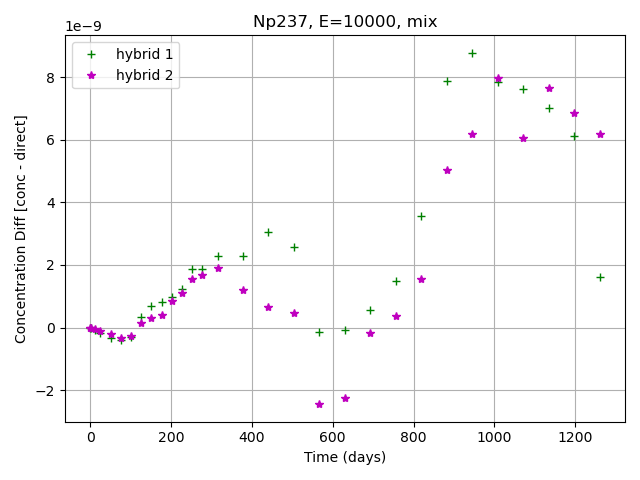 Np237, E=10000, mix
1e−9
hybrid 1
hybrid 2
8
6
4
2
0
−2
Concentration Diff [conc - direct]
0 200 400 600 800 1000 1200
Time (days)